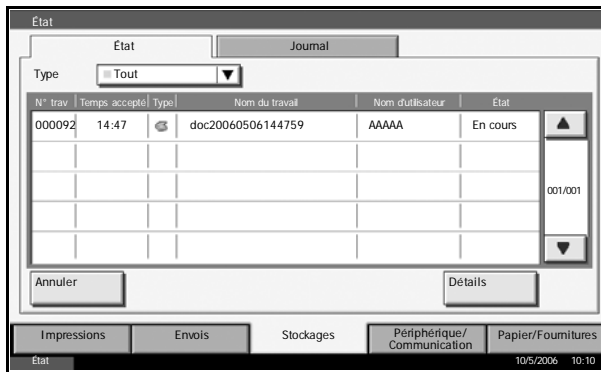 État
État Journal
Type Tout
N° trav Temps accepté Type Nom du travail Nom d'utilisateur État
000092 14:47 doc20060506144759 AAAAA En cours
001/001
Annuler Détails
Impressions Envois Stockages Périphérique/
Communication Papier/Fournitures
État 10/5/2006 10:10